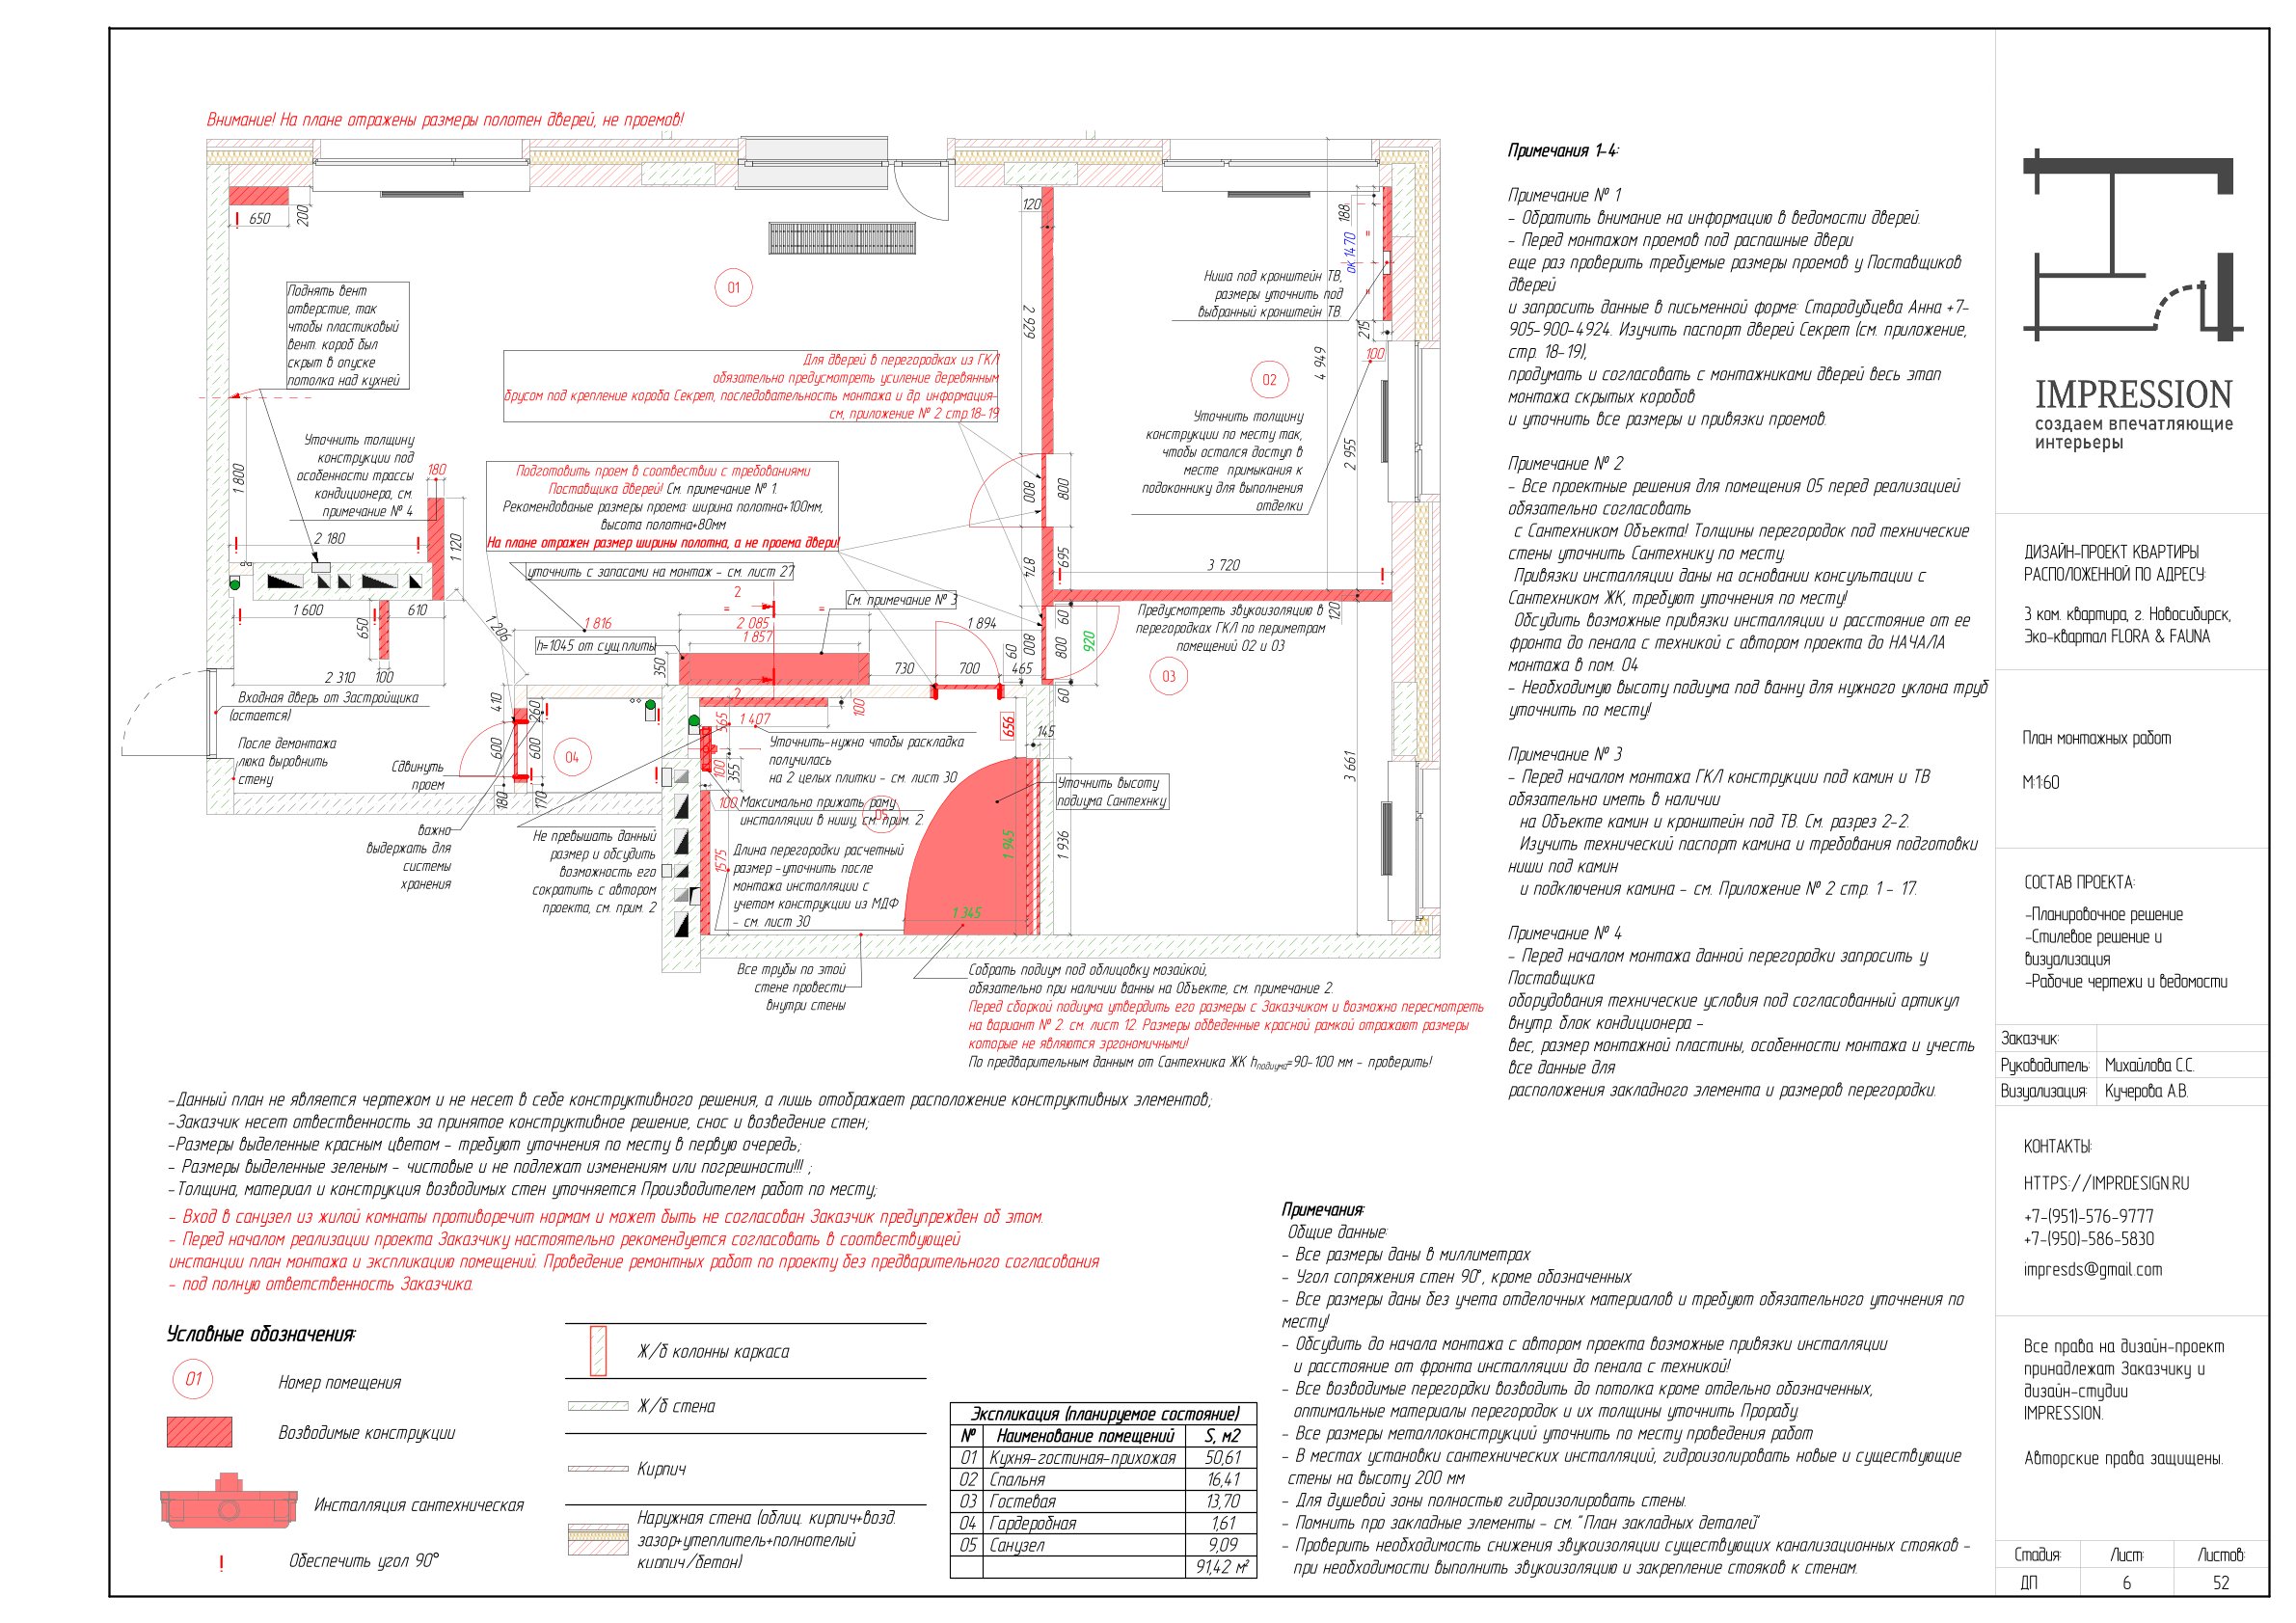 Внимание! На плане отражены размеры полотен дверей, не проемов!
650
200
120
188
ок 1470
215
100
2 929
4 949
2 955
01
02
03
04
05
Поднять вент
отверстие, так
чтобы пластиковый
вент. короб был
скрыт в опуске
потолка над кухней
Ниша под кронштейн ТВ,
размеры уточнить под
выбранный кронштейн ТВ.
Для дверей в перегородках из ГКЛ
обязательно предусмотреть усиление деревянным
брусом под крепление короба Секрет, последовательность монтажа и др. информация-
см, приложение № 2 стр.18-19
Уточнить толщину
конструкции по месту так,
чтобы остался доступ в
месте примыкания к
подоконнику для выполнения
отделки
Уточнить толщину
конструкции под
особенности трассы
кондиционера, см.
примечание № 4
180
1 800
2 180
1 120
Подготовить проем в соотвествии с требованиями
Поставщика дверей! См. примечание № 1.
Рекомендованые размеры проема: ширина полотна+100мм,
высота полотна+80мм
На плане отражен размер ширины полотна, а не проема двери!
уточнить с запасами на монтаж - см. лист 27
См. примечание № 3
h=1045 от сущ.плиты
800
800
874
695
3 720
120
1 600
610
650
1 206
1 816
2
2 085
1 857
1 894
350
730
700
465
60
800
60
800
920
60
2 310
100
410
260
600
600
180
170
2
Предусмотреть звукоизоляцию в
перегородках ГКЛ по периметрам
помещений 02 и 03
Входная дверь от Застройщика
(остается)
После демонтажа
люка выровнить
стену
Сдвинуть
проем
важно
выдержать для
системы
хранения
565
1 407
100
656
145
100
355
100
1575
1 945
1 936
1 345
3 661
Уточнить-нужно чтобы раскладка
получилась
на 2 целых плитки - см. лист 30
Максимально прижать раму
инсталляции в нишу, см. прим. 2.
Уточнить высоту
подиума Сантехнку
Не превышать данный
размер и обсудить
возможность его
сократить с автором
проекта, см. прим. 2
Длина перегородки расчетный
размер -уточнить после
монтажа инсталляции с
учетом конструкции из МДФ
- см. лист 30
Все трубы по этой
стене провести
внутри стены
Собрать подиум под облицовку мозайкой,
обязательно при наличии ванны на Объекте, см. примечание 2.
Перед сборкой подиума утвердить его размеры с Заказчиком и возможно пересмотреть
на вариант № 2. см. лист 12. Размеры обведенные красной рамкой отражают размеры
которые не являются эргономичными!
По предварительным данным от Сантехника ЖК hподиума=90-100 мм - проверить!
-Данный план не является чертежом и не несет в себе конструктивного решения, а лишь отображает расположение конструктивных элементов;
-Заказчик несет отвественность за принятое конструктивное решение, снос и возведение стен;
-Размеры выделенные красным цветом - требуют уточнения по месту в первую очередь;
- Размеры выделенные зеленым - чистовые и не подлежат изменениям или погрешности!!! ;
-Толщина, материал и конструкция возводимых стен уточняется Производителем работ по месту;
- Вход в санузел из жилой комнаты противоречит нормам и может быть не согласован Заказчик предупрежден об этом.
- Перед началом реализации проекта Заказчику настоятельно рекомендуется согласовать в соотвествующей
инстанции план монтажа и экспликацию помещений. Проведение ремонтных работ по проекту без предварительного согласования
- под полную ответственность Заказчика.
Условные обозначения:
01
Номер помещения
Возводимые конструкции
Инсталляция сантехническая
!
Обеспечить угол 90°
Ж/б колонны каркаса
Ж/б стена
Кирпич
Наружная стена (облиц. кирпич+возд.
зазор+утеплитель+полнотелый
кирпич/бетон)
Экспликация (планируемое состояние)
№ Наименование помещений S, м2
01 Кухня-гостиная-прихожая 50,61
02 Спальня 16,41
03 Гостевая 13,70
04 Гардеробная 1,61
05 Санузел 9,09
91,42 м²
Примечания 1-4:
Примечание № 1
- Обратить внимание на информацию в ведомости дверей.
- Перед монтажом проемов под распашные двери
еще раз проверить требуемые размеры проемов у Поставщиков
дверей
и запросить данные в письменной форме: Стародубцева Анна +7-
905-900-4924. Изучить паспорт дверей Секрет (см. приложение,
стр. 18-19),
продумать и согласовать с монтажниками дверей весь этап
монтажа скрытых коробов
и уточнить все размеры и привязки проемов.
Примечание № 2
- Все проектные решения для помещения 05 перед реализацией
обязательно согласовать
с Сантехником Объекта! Толщины перегородок под технические
стены уточнить Сантехнику по месту.
Привязки инсталляции даны на основании консультации с
Сантехником ЖК, требуют уточнения по месту!
Обсудить возможные привязки инсталляции и расстояние от ее
фронта до пенала с техникой с автором проекта до НАЧАЛА
монтажа в пом. 04
- Необходимую высоту подиума под ванну для нужного уклона труб
уточнить по месту!
Примечание № 3
- Перед началом монтажа ГКЛ конструкции под камин и ТВ
обязательно иметь в наличии
на Объекте камин и кронштейн под ТВ. См. разрез 2-2.
Изучить технический паспорт камина и требования подготовки
ниши под камин
и подключения камина - см. Приложение № 2 стр. 1 - 17.
Примечание № 4
- Перед началом монтажа данной перегородки запросить у
Поставщика
оборудования технические условия под согласованный артикул
внутр. блок кондиционера -
вес, размер монтажной пластины, особенности монтажа и учесть
все данные для
расположения закладного элемента и размеров перегородки.
Примечания:
Общие данные:
- Все размеры даны в миллиметрах
- Угол сопряжения стен 90°, кроме обозначенных
- Все размеры даны без учета отделочных материалов и требуют обязательного уточнения по
месту!
- Обсудить до начала монтажа с автором проекта возможные привязки инсталляции
и расстояние от фронта инсталляции до пенала с техникой!
- Все возводимые перегордки возводить до потолка кроме отдельно обозначенных,
оптимальные материалы перегородок и их толщины уточнить Прорабу.
- Все размеры металлоконструкций уточнить по месту проведения работ
- В местах установки сантехнических инсталляций, гидроизолировать новые и существующие
стены на высоту 200 мм
- Для душевой зоны полностью гидроизолировать стены.
- Помнить про закладные элементы - см. "План закладных деталей"
- Проверить необходимость снижения звукоизоляции существующих канализационных стояков -
при необходимости выполнить звукоизоляцию и закрепление стояков к стенам.
IMPRESSION
создаем впечатляющие
интерьеры
ДИЗАЙН-ПРОЕКТ КВАРТИРЫ
РАСПОЛОЖЕННОЙ ПО АДРЕСУ:
3 ком. квартира, г. Новосибирск,
Эко-квартал FLORA & FAUNA
План монтажных работ
М:1:60
СОСТАВ ПРОЕКТА:
-Планировочное решение
-Стилевое решение и
визуализация
-Рабочие чертежи и ведомости
Заказчик:
Руководитель: Михайлова С.С.
Визуализация: Кучерова А.В.
КОНТАКТЫ:
HTTPS://IMPRDESIGN.RU
+7-(951)-576-9777
+7-(950)-586-5830
impresds@gmail.com
Все права на дизайн-проект
принадлежат Заказчику и
дизайн-студии
IMPRESSION.
Авторские права защищены.
Стадия: Лист: Листов:
ДП 6 52